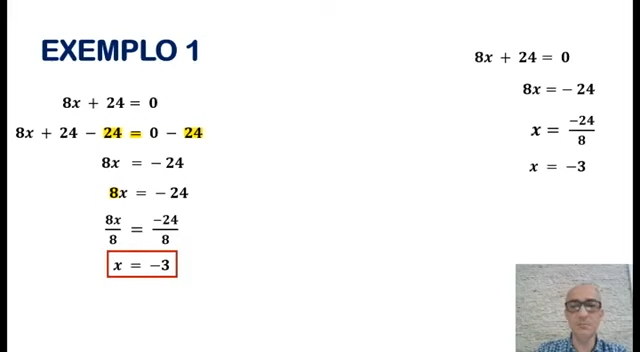 EXEMPLO 1
8x + 24 = 0
8x + 24 − 24 = 0 − 24
8x = − 24
8x = − 24
8x/8 = −24/8
x = −3
8x + 24 = 0
8x = − 24
x = −24/8
x = −3